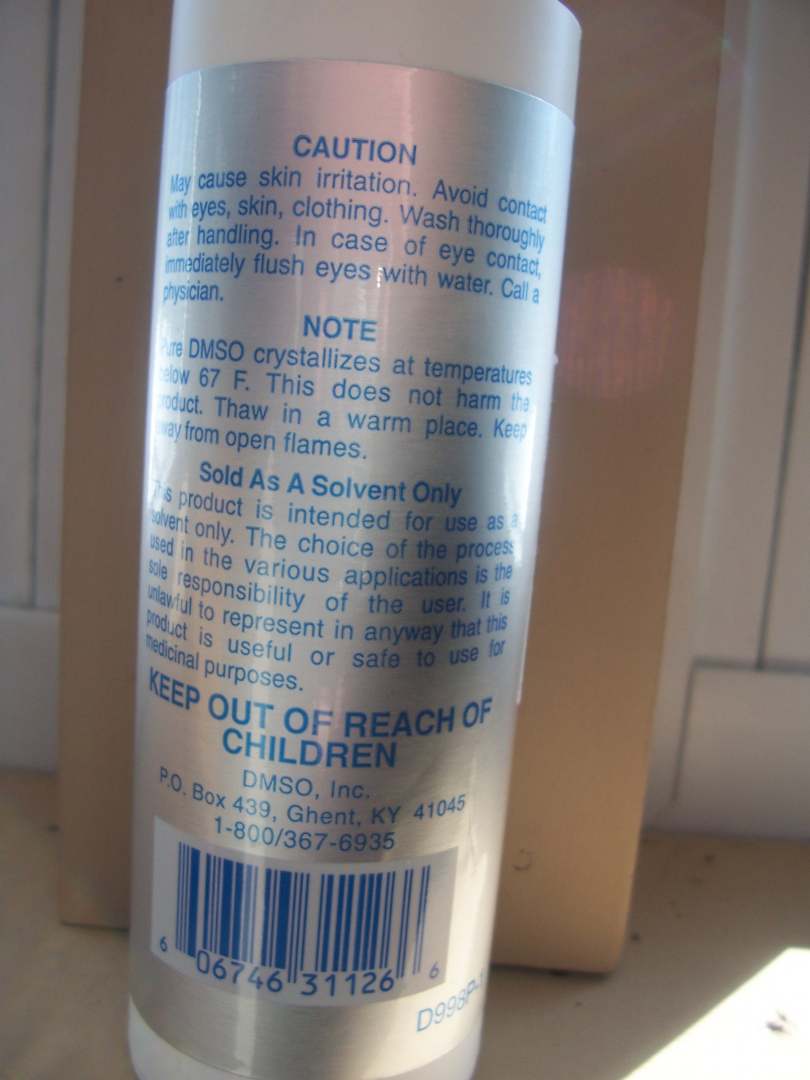 CAUTION
May cause skin irritation. Avoid contact
with eyes, skin, clothing. Wash thoroughly
after handling. In case of eye contact,
immediately flush eyes with water. Call a
physician.
NOTE
Pure DMSO crystallizes at temperatures
below 67 F. This does not harm the
product. Thaw in a warm place. Keep
away from open flames.
Sold As A Solvent Only
This product is intended for use as a
solvent only. The choice of the process
used in the various applications is the
sole responsibility of the user. It is
unlawful to represent in anyway that this
product is useful or safe to use for
medicinal purposes.
KEEP OUT OF REACH OF
CHILDREN
DMSO, Inc.
P.O. Box 439, Ghent, KY 41045
1-800/367-6935
6 06746 31126 6